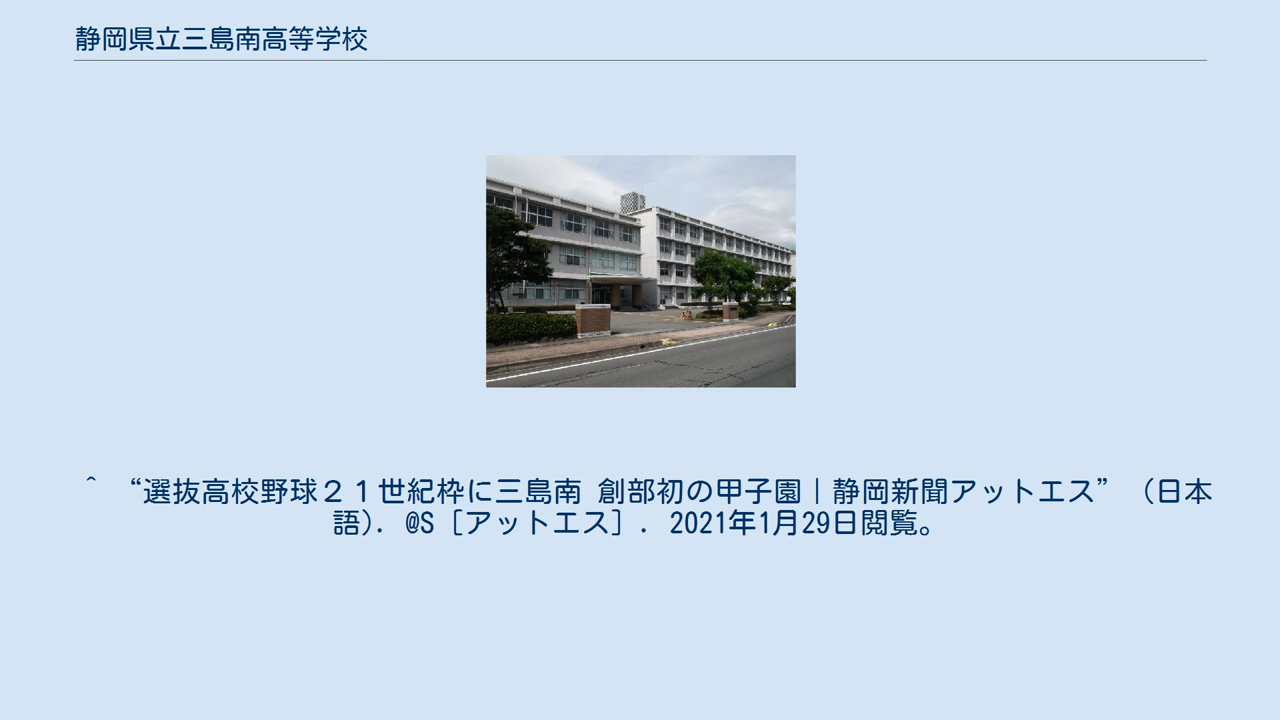 静岡県立三島南高等学校
^ “選抜高校野球２１世紀枠に三島南 創部初の甲子園｜静岡新聞アットエス” （日本
語）. @S［アットエス］. 2021年1月29日閲覧。